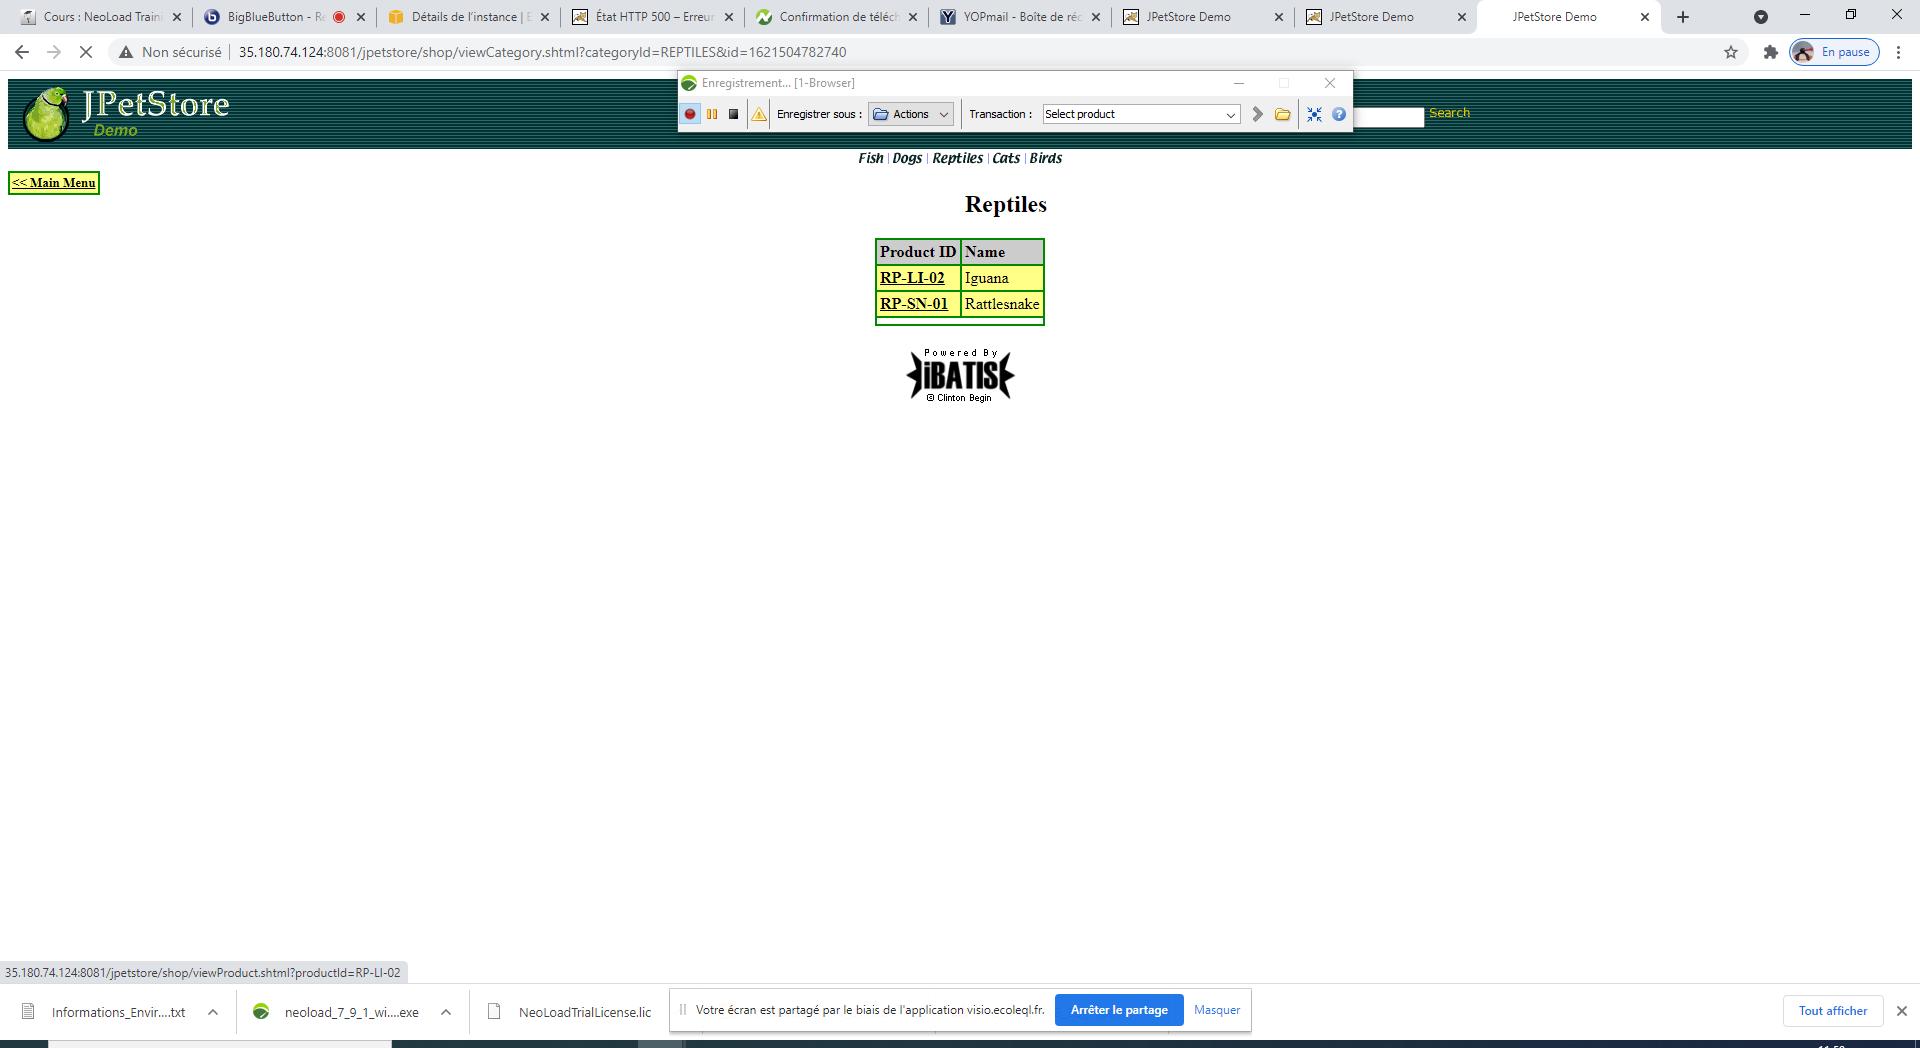 Cours : NeoLoad Traini
BigBlueButton - Re
Détails de l'instance | E
État HTTP 500 – Erreur
Confirmation de téléch
YOPmail - Boîte de réc
JPetStore Demo
JPetStore Demo
JPetStore Demo
Non sécurisé
35.180.74.124:8081/jpetstore/shop/viewCategory.shtml?categoryId=REPTILES&id=1621504782740
En pause
Enregistrement... [1-Browser]
Enregistrer sous :
Actions
Transaction :
Select product
JPetStore
Demo
Search
Fish | Dogs | Reptiles | Cats | Birds
<< Main Menu
Reptiles
Product ID Name
RP-LI-02 Iguana
RP-SN-01 Rattlesnake
Powered By
iBATIS
© Clinton Begin
35.180.74.124:8081/jpetstore/shop/viewProduct.shtml?productId=RP-LI-02
Informations_Envir....txt
neoload_7_9_1_wi....exe
NeoLoadTrialLicense.lic
Votre écran est partagé par le biais de l'application visio.ecoleql.fr.
Arrêter le partage
Masquer
Tout afficher